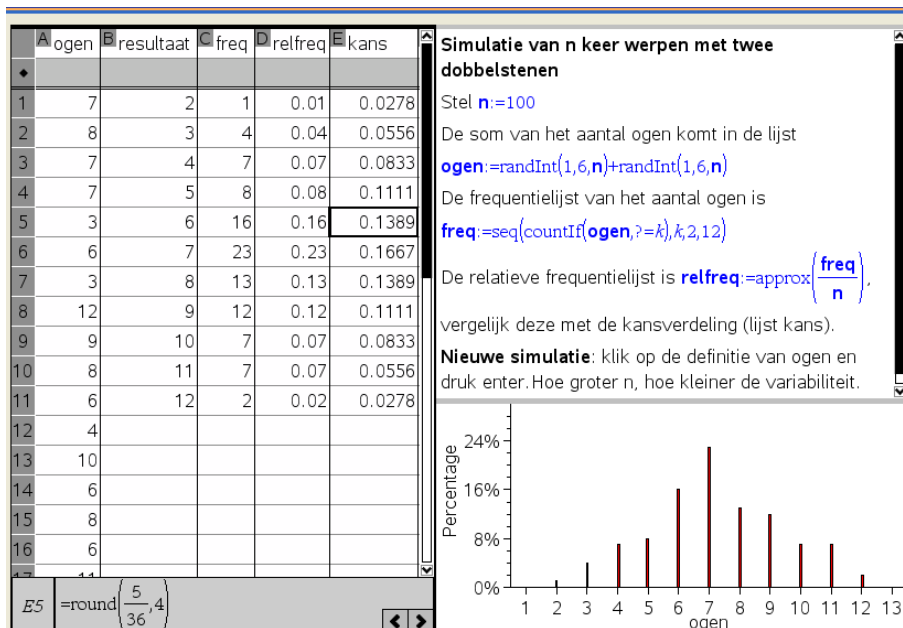 A ogen B resultaat C freq D relfreq E kans
◆
1 7 2 1 0.01 0.0278
2 8 3 4 0.04 0.0556
3 7 4 7 0.07 0.0833
4 7 5 8 0.08 0.1111
5 3 6 16 0.16 0.1389
6 6 7 23 0.23 0.1667
7 3 8 13 0.13 0.1389
8 12 9 12 0.12 0.1111
9 9 10 7 0.07 0.0833
10 8 11 7 0.07 0.0556
11 6 12 2 0.02 0.0278
12 4
13 10
14 6
15 8
16 6
E5 =round(5/36,4)
Simulatie van n keer werpen met twee
dobbelstenen
Stel n:=100
De som van het aantal ogen komt in de lijst
ogen:=randInt(1,6,n)+randInt(1,6,n)
De frequentielijst van het aantal ogen is
freq:=seq(countIf(ogen,?=k),k,2,12)
De relatieve frequentielijst is relfreq:=approx(freq/n),
vergelijk deze met de kansverdeling (lijst kans).
Nieuwe simulatie: klik op de definitie van ogen en
druk enter. Hoe groter n, hoe kleiner de variabiliteit.
Percentage
24%
16%
8%
0%
1 2 3 4 5 6 7 8 9 10 11 12 13
ogen